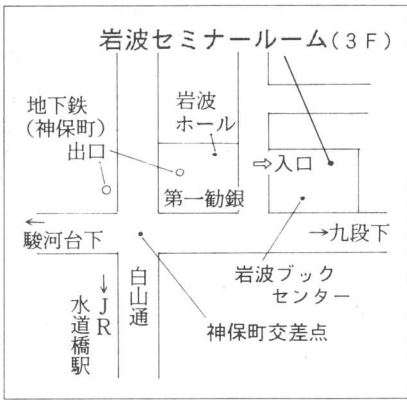 岩波セミナールーム(3F)
地下鉄
(神保町)
出口
岩波
ホール
⇨入口
第一勧銀
←
駿河台下
→九段下
岩波ブック
センター
神保町交差点
白山通
↓
JR
水道橋駅